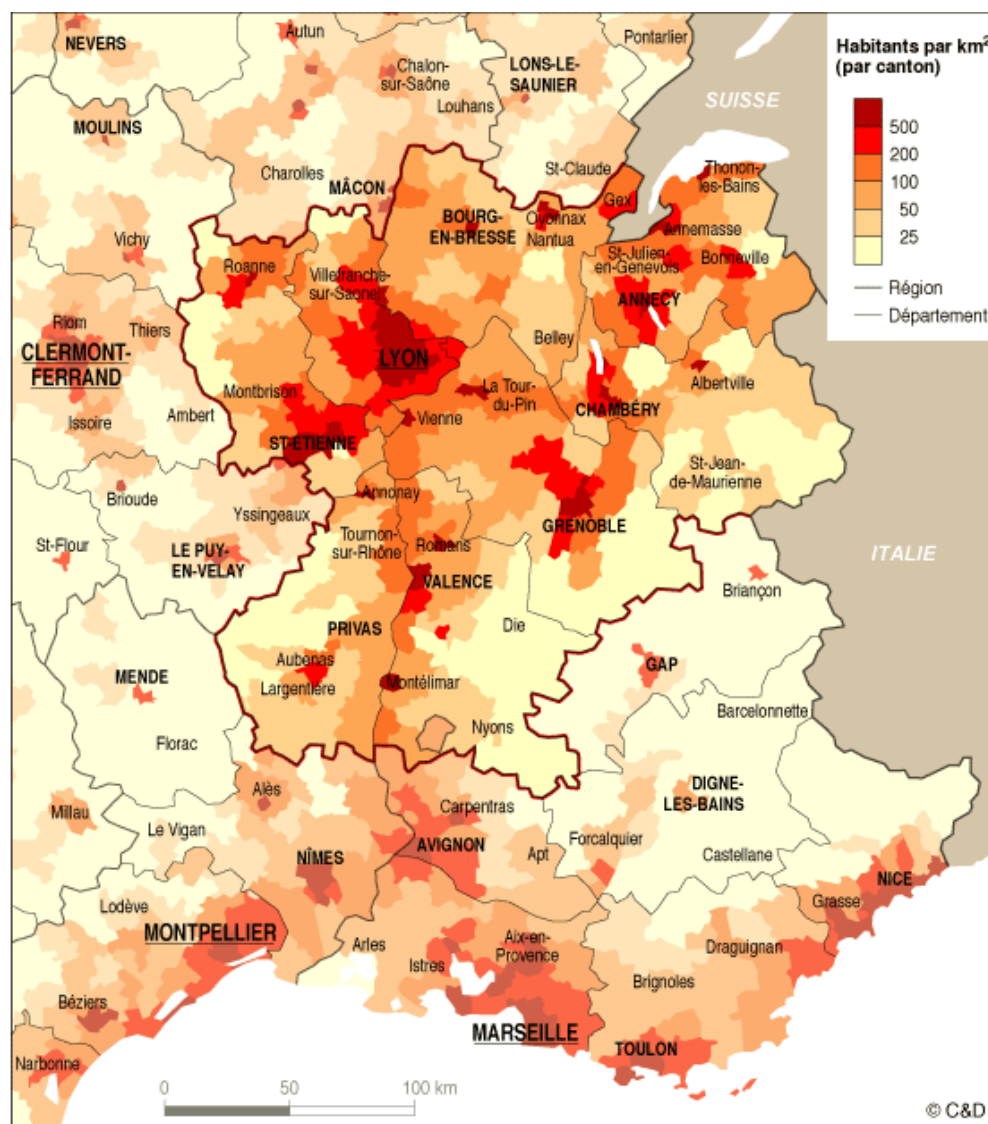 Habitants par km²
(par canton)
500
200
100
50
25
Région
Département
NEVERS
Autun
Pontarlier
Chalon-
sur-Saône
LONS-LE-
SAUNIER
Louhans
MOULINS
SUISSE
Charolles
St-Claude
Thonon-
les-Bains
MÂCON
Gex
BOURG-
EN-BRESSE
Oyonnax
Nantua
Annemasse
Vichy
Roanne
Villefranche-
sur-Saone
St-Julien-
en-Genevois
Bonneville
ANNECY
Riom
Thiers
CLERMONT-
FERRAND
LYON
Belley
La Tour-
du-Pin
Albertville
Montbrison
CHAMBÉRY
Ambert
Issoire
Vienne
ST-ETIENNE
St-Jean-
de-Maurienne
Brioude
Annonay
Yssingeaux
GRENOBLE
Tournon-
sur-Rhône
Romans
St-Flour
LE PUY-
EN-VELAY
ITALIE
VALENCE
Briançon
PRIVAS
Die
Aubenas
Largentière
GAP
MENDE
Montélimar
Barcelonnette
Nyons
Florac
DIGNE-
LES-BAINS
Alès
Carpentras
Millau
Le Vigan
AVIGNON
Forcalquier
Apt
Castellane
NÎMES
NICE
Grasse
Lodève
MONTPELLIER
Arles
Aix-en-
Provence
Draguignan
Istres
Brignoles
Béziers
MARSEILLE
TOULON
Narbonne
0 50 100 km
© C&D